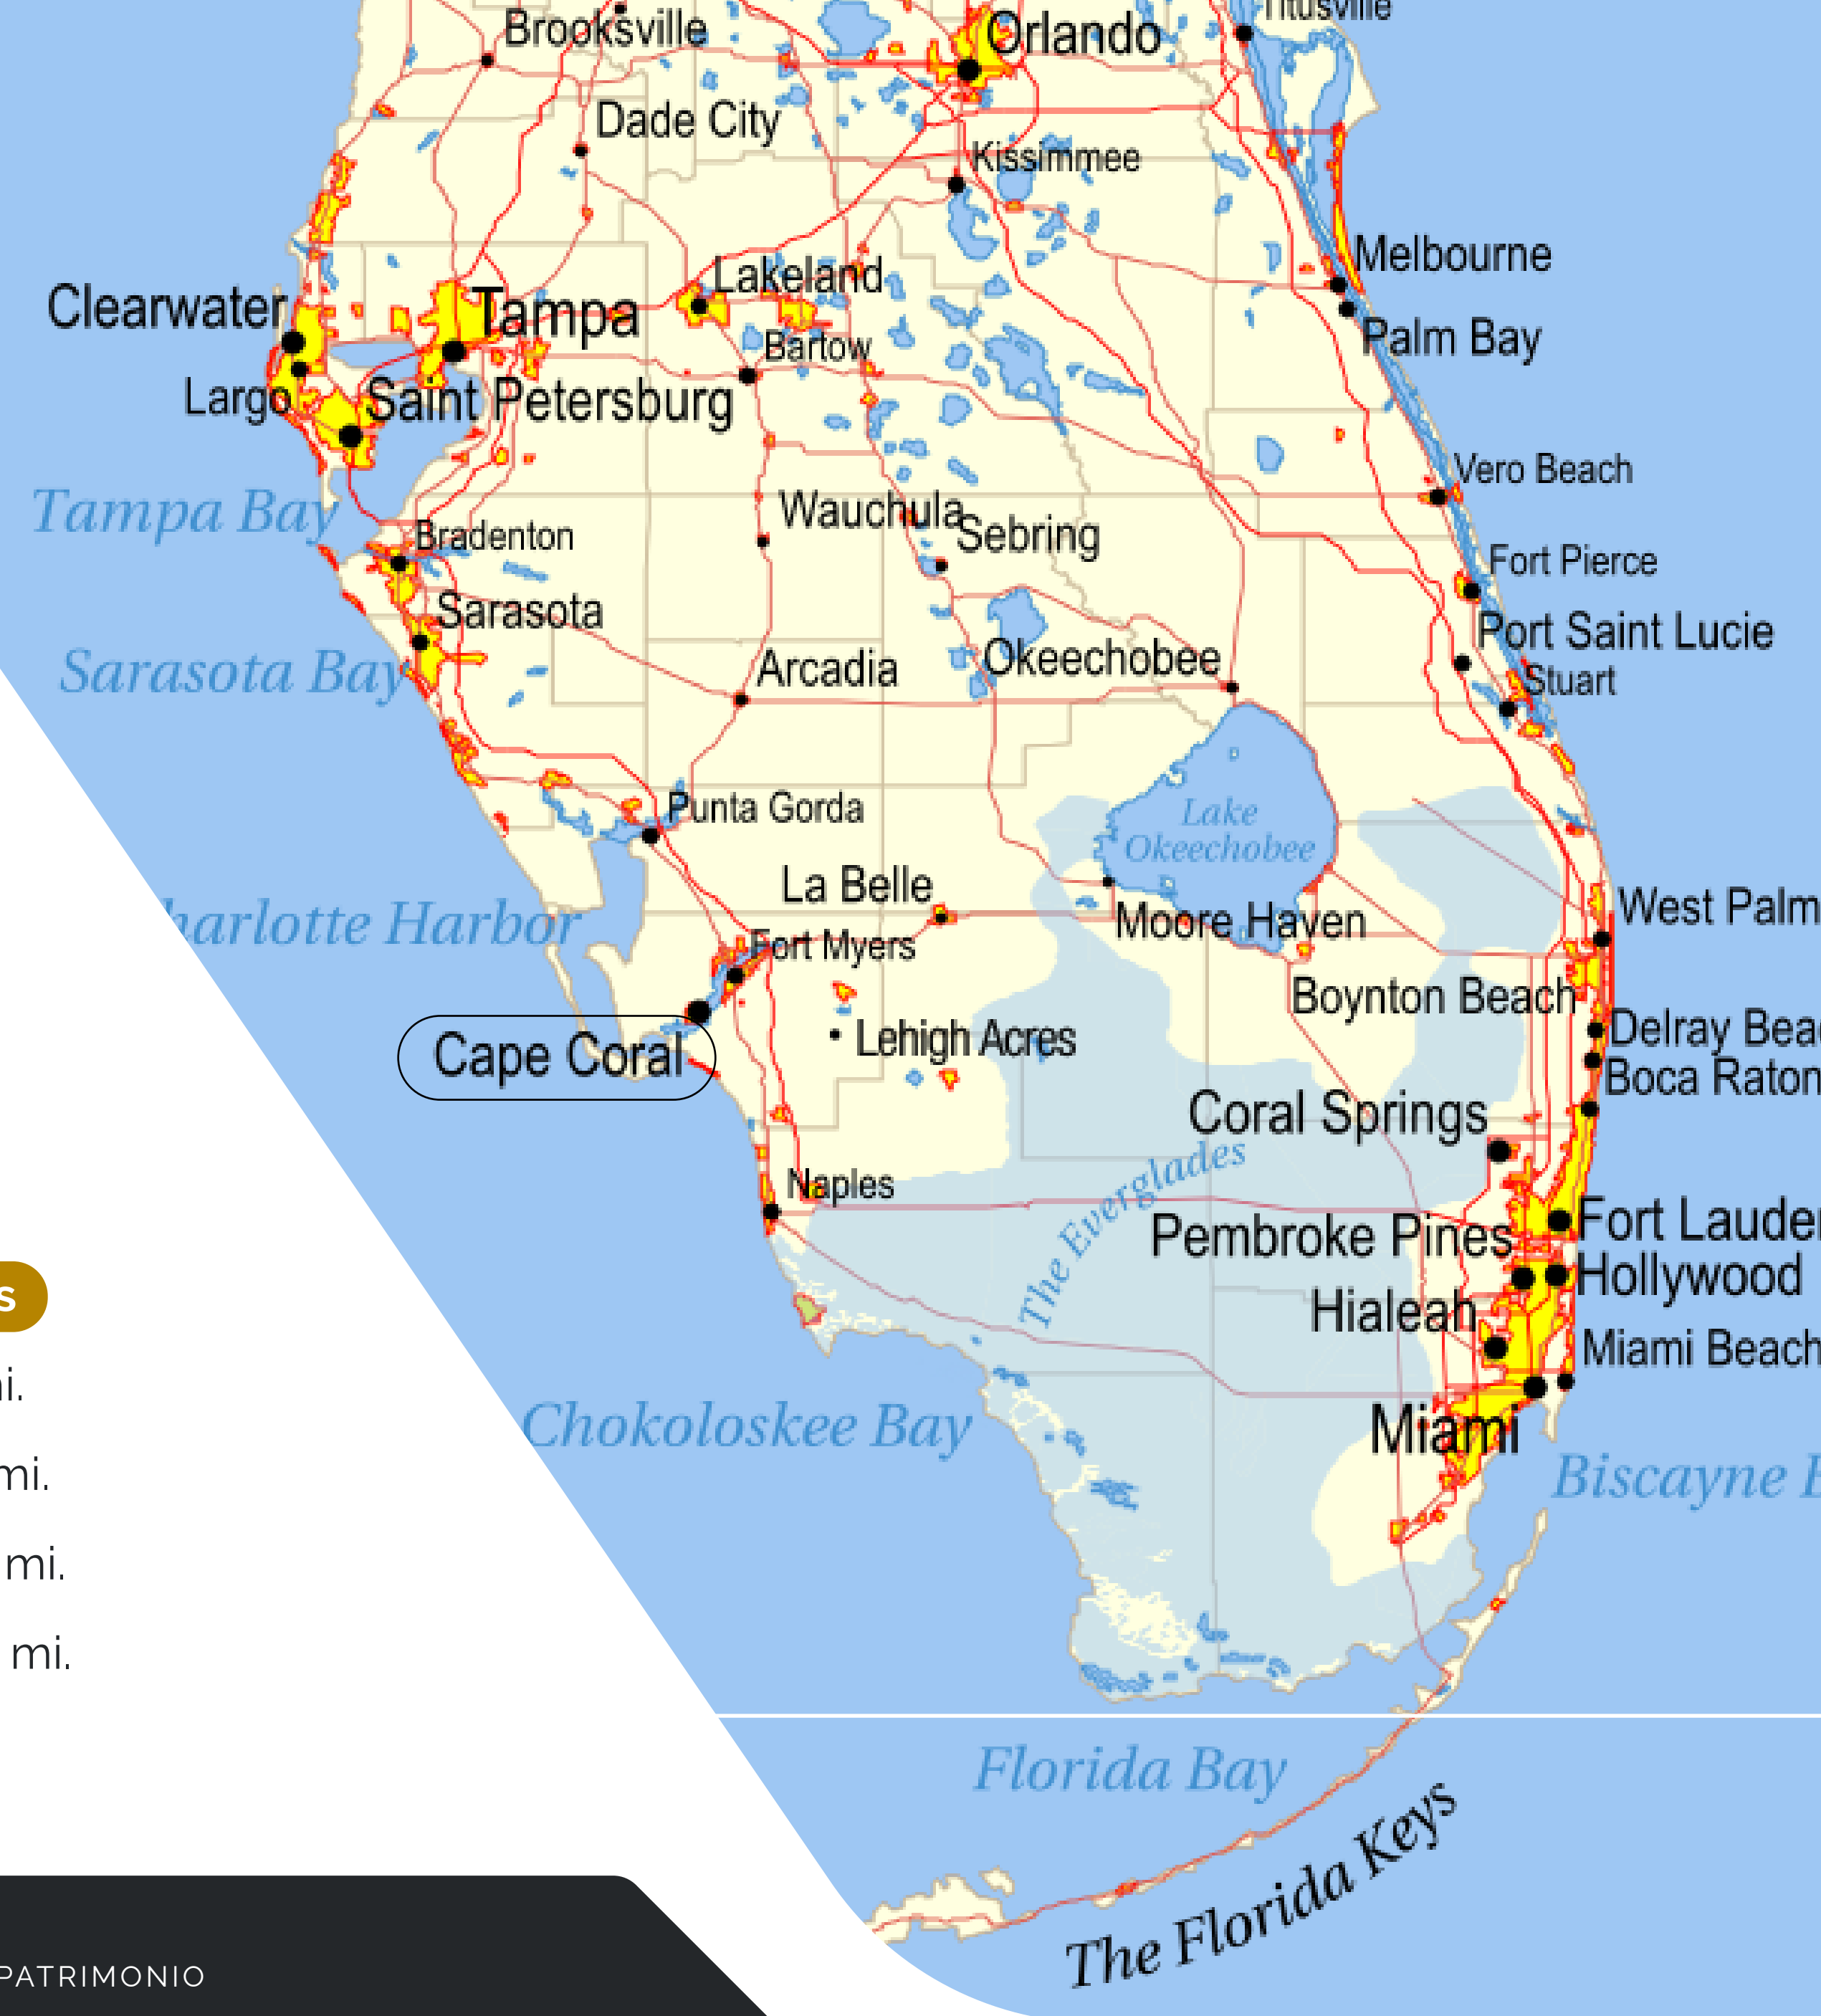 Titusville
Brooksville
Orlando
Dade City
Kissimmee
Melbourne
Lakeland
Clearwater
Tampa
Palm Bay
Bartow
Largo
Saint Petersburg
Vero Beach
Tampa Bay
Wauchula
Sebring
Bradenton
Fort Pierce
Sarasota
Port Saint Lucie
Sarasota Bay
Arcadia
Okeechobee
Stuart
Punta Gorda
Lake
Okeechobee
La Belle
West Palm
harlotte Harbor
Moore Haven
Fort Myers
Boynton Beach
Delray Bea
Lehigh Acres
Cape Coral
Boca Raton
Coral Springs
The Everglades
Naples
Fort Lauder
Pembroke Pines
Hollywood
s
Hialeah
Miami Beach
mi.
Chokoloskee Bay
Miami
mi.
Biscayne B
mi.
mi.
Florida Bay
The Florida Keys
PATRIMONIO